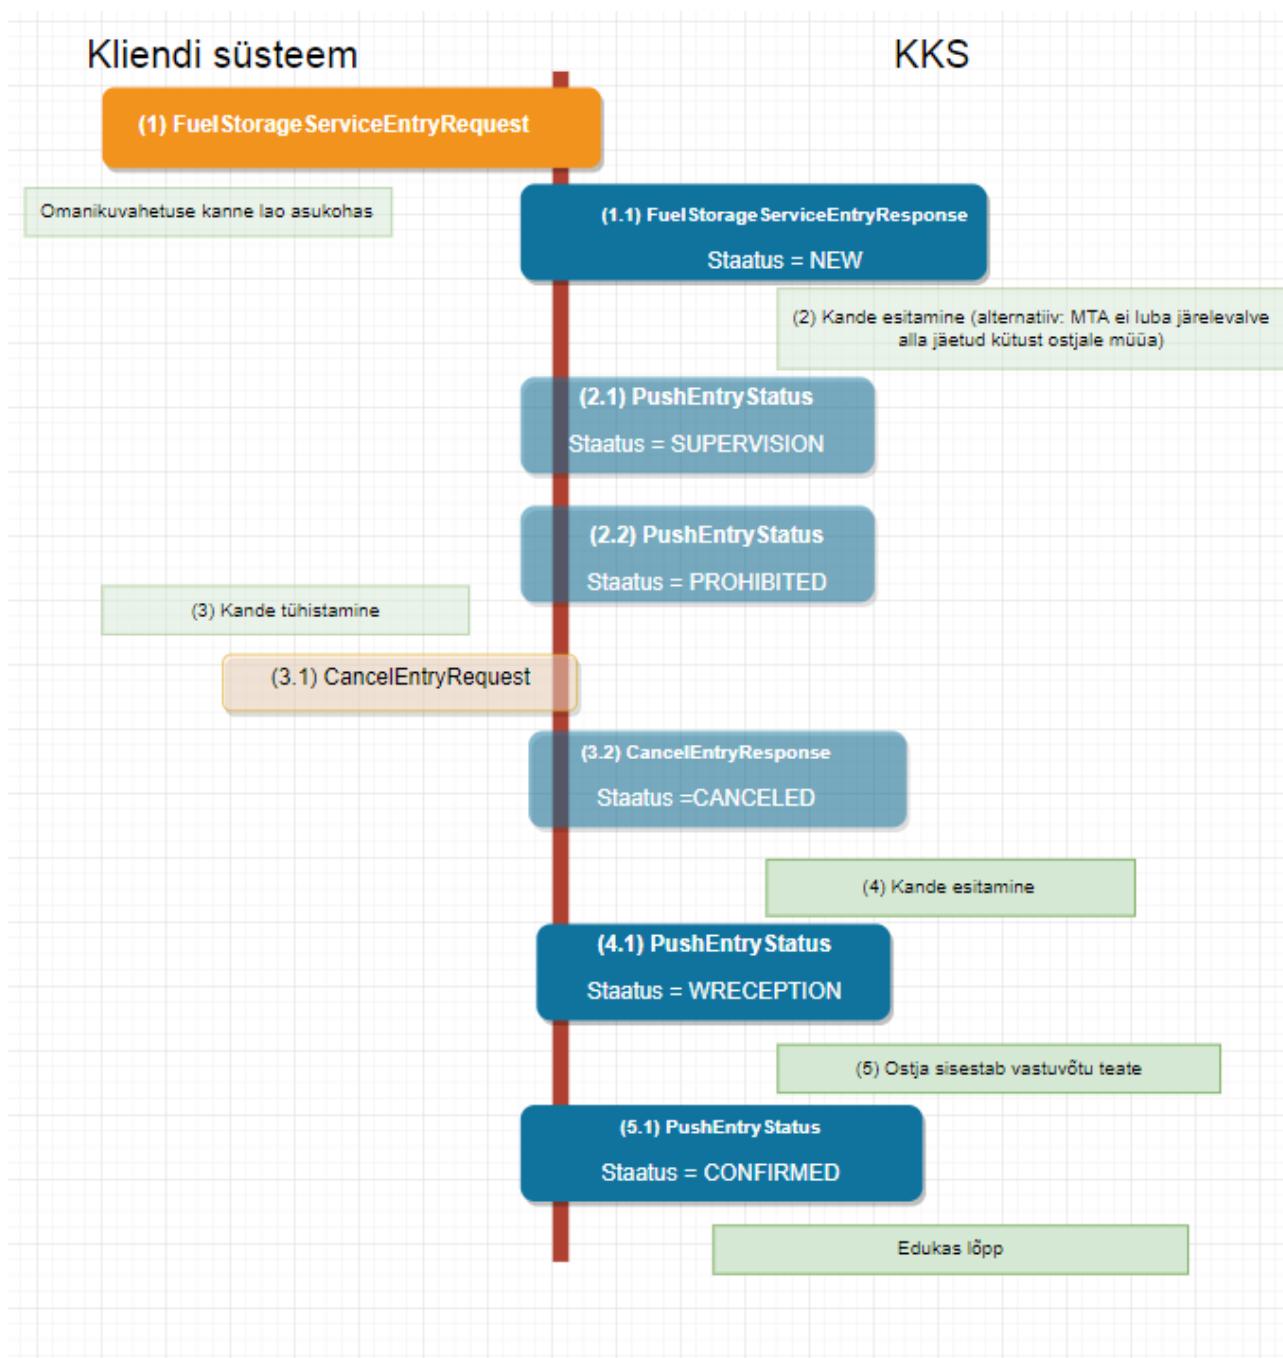 Kliendi süsteem
KKS
(1) FuelStorageServiceEntryRequest
Omanikuvahetuse kanne lao asukohas
(1.1) FuelStorageServiceEntryResponse
Staatus = NEW
(2) Kande esitamine (alternatiiv: MTA ei luba järelevalve
alla jäetud kütust ostjale müüa)
(2.1) PushEntryStatus
Staatus = SUPERVISION
(2.2) PushEntryStatus
Staatus = PROHIBITED
(3) Kande tühistamine
(3.1) CancelEntryRequest
(3.2) CancelEntryResponse
Staatus =CANCELED
(4) Kande esitamine
(4.1) PushEntryStatus
Staatus = WRECEPTION
(5) Ostja sisestab vastuvõtu teate
(5.1) PushEntryStatus
Staatus = CONFIRMED
Edukas lõpp